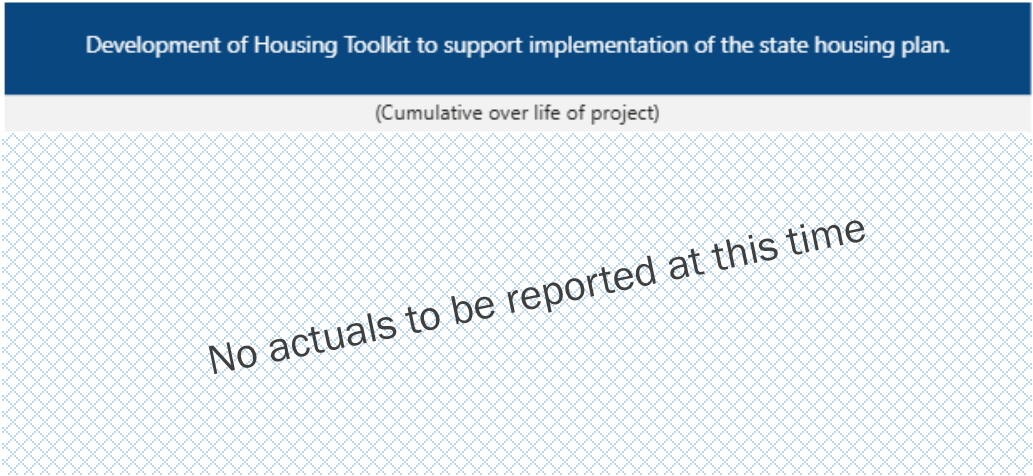 Development of Housing Toolkit to support implementation of the state housing plan.
(Cumulative over life of project)
No actuals to be reported at this time